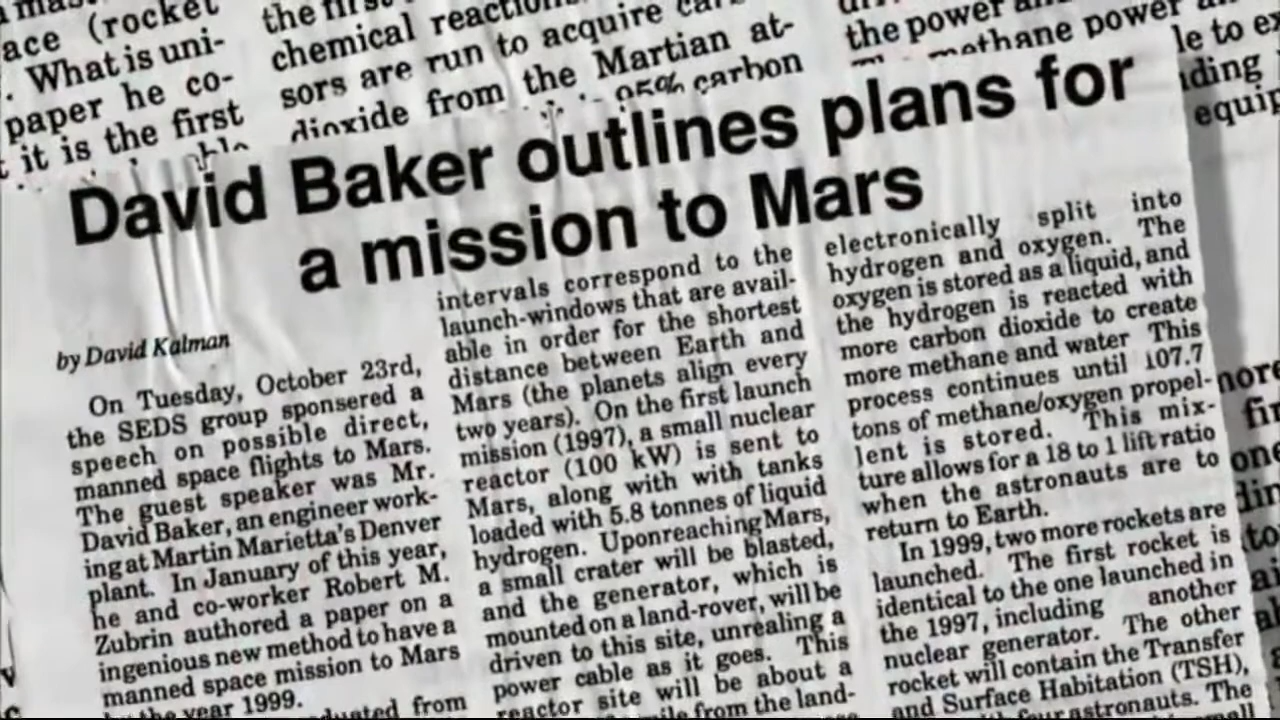 ace (rocket
. What is uni-
paper he co-
it is the first
the first
chemical reactions
sors are run to acquire
dioxide from the Martian at-
95% carbon
the power
methane power
le to
equip
David Baker outlines plans for
a mission to Mars
by David Kalman
On Tuesday, October 23rd,
the SEDS group sponsered a
speech on possible direct,
manned space flights to Mars.
The guest speaker was Mr.
David Baker, an engineer work-
ing at Martin Marietta's Denver
plant. In January of this year,
he and co-worker Robert M.
Zubrin authored a paper on a
ingenious new method to have a
manned space mission to Mars
the year 1999.
from
intervals correspond to the
launch-windows that are avail-
able in order for the shortest
distance between Earth and
Mars (the planets align every
two years). On the first launch
mission (1997), a small nuclear
reactor (100 kW) is sent to
Mars, along with with tanks
loaded with 5.8 tonnes of liquid
hydrogen. Uponreaching Mars,
a small crater will be blasted,
and the generator, which is
mounted on a land-rover, will be
driven to this site, unrealing a
power cable as it goes. This
reactor site will be about a
mile from the land-
electronically split into
hydrogen and oxygen. The
oxygen is stored as a liquid, and
the hydrogen is reacted with
more carbon dioxide to create
more methane and water This
process continues until 107.7
tons of methane/oxygen propel-
lent is stored. This mix-
ture allows for a 18 to 1 lift ratio
when the astronauts are to
return to Earth.
In 1999, two more rockets are
launched. The first rocket is
identical to the one launched in
the 1997, including another
nuclear generator. The other
rocket will contain the Transfer
and Surface Habitation (TSH),
four astronauts. The